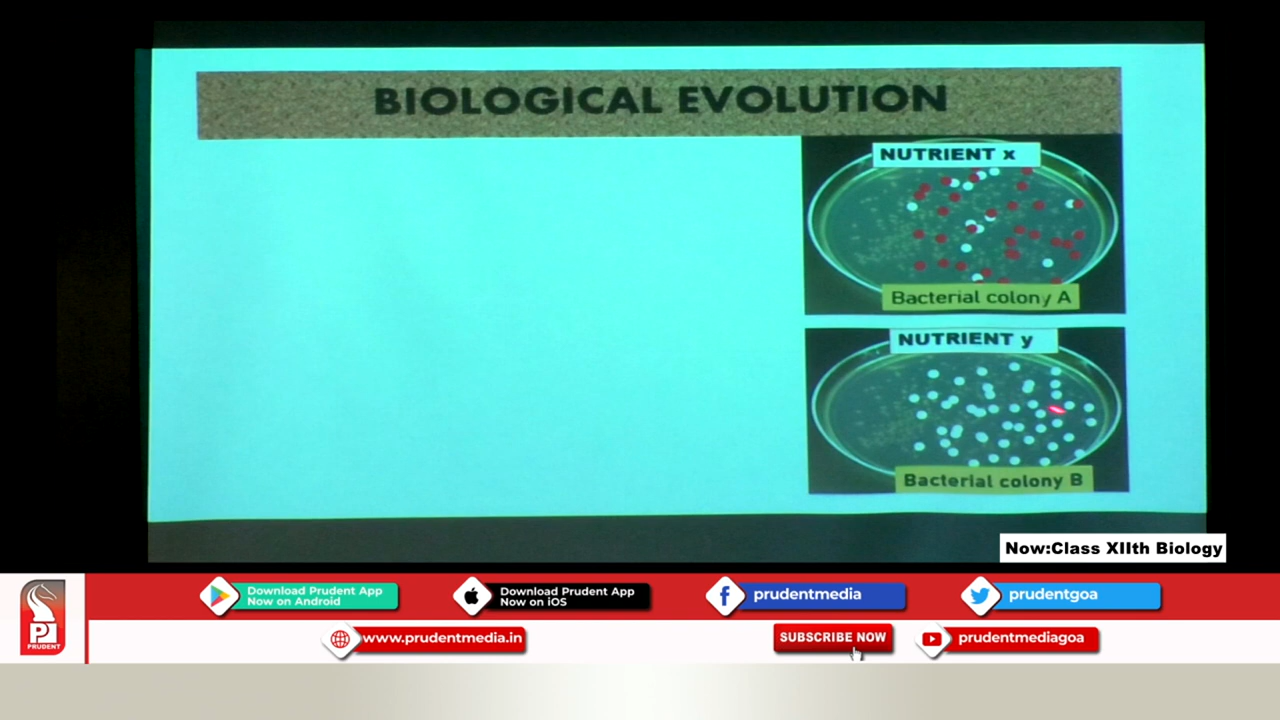 BIOLOGICAL EVOLUTION
NUTRIENT x
Bacterial colony A
NUTRIENT y
Bacterial colony B
Now:Class XIIth Biology
Download Prudent App
Now on Android
Download Prudent App
Now on iOS
prudentmedia
prudentgoa
PRUDENT
www.prudentmedia.in
SUBSCRIBE NOW
prudentmediagoa